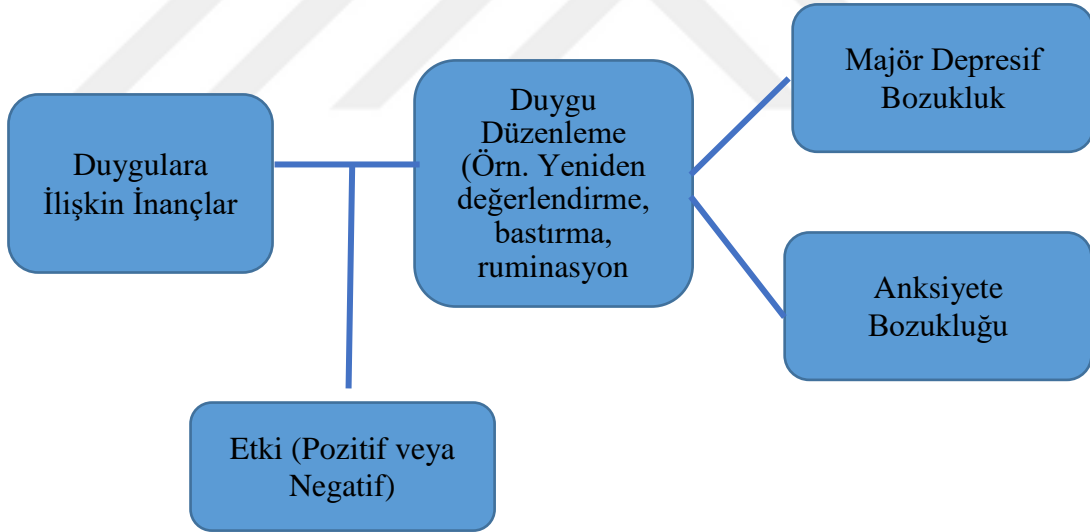 Duygulara
İlişkin İnançlar
Duygu
Düzenleme
(Örn. Yeniden
değerlendirme,
bastırma,
ruminasyon
Majör Depresif
Bozukluk
Anksiyete
Bozukluğu
Etki (Pozitif veya
Negatif)